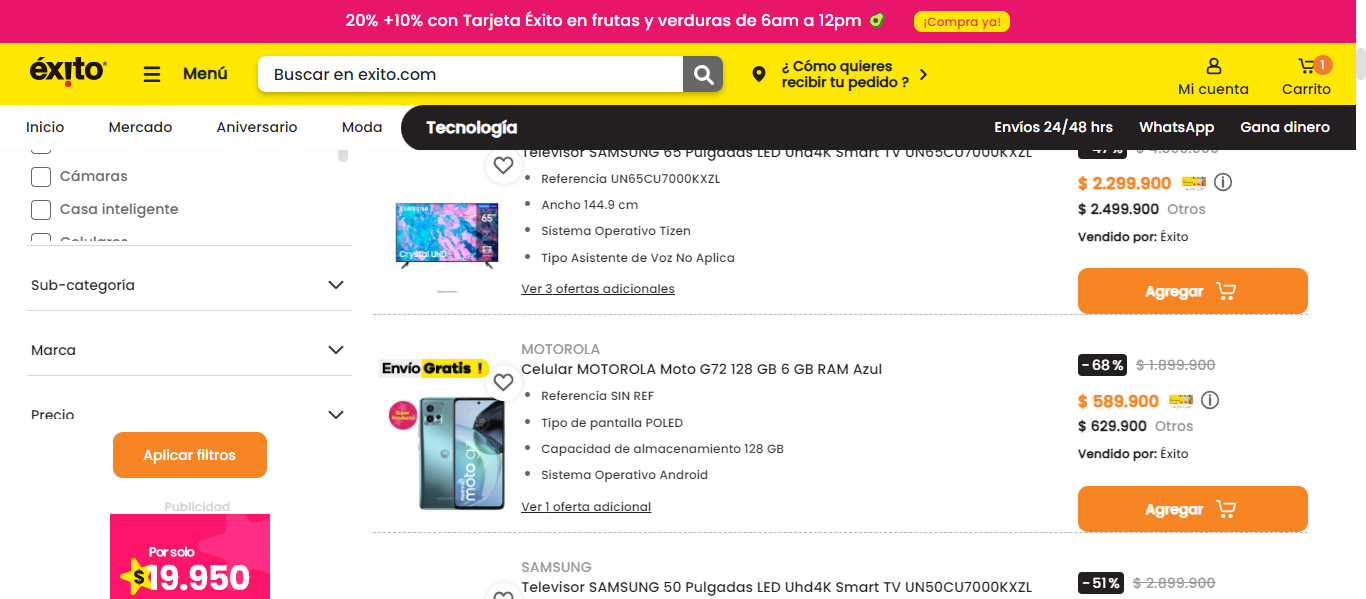 20% +10% con Tarjeta Éxito en frutas y verduras de 6am a 12pm ¡Compra ya!
éxito
Menú
Buscar en exito.com
¿ Cómo quieres
recibir tu pedido ?
Mi cuenta
1
Carrito
Inicio Mercado Aniversario Moda Tecnología Envíos 24/48 hrs WhatsApp Gana dinero
Cámaras
Casa inteligente
Celulares
Sub-categoría
Marca
Precio
Aplicar filtros
Publicidad
Por solo
$19.950
Televisor SAMSUNG 65 Pulgadas LED Uhd4K Smart TV UN65CU7000KXZL
Referencia UN65CU7000KXZL
Ancho 144.9 cm
Sistema Operativo Tizen
Tipo Asistente de Voz No Aplica
Ver 3 ofertas adicionales
65"
Crystal UHD
$ 2.299.900
$ 2.499.900 Otros
Vendido por: Éxito
Agregar
Envío Gratis !
MOTOROLA
Celular MOTOROLA Moto G72 128 GB 6 GB RAM Azul
Referencia SIN REF
Tipo de pantalla POLED
Capacidad de almacenamiento 128 GB
Sistema Operativo Android
Ver 1 oferta adicional
- 68 % $ 1.899.900
$ 589.900
$ 629.900 Otros
Vendido por: Éxito
Agregar
SAMSUNG
Televisor SAMSUNG 50 Pulgadas LED Uhd4K Smart TV UN50CU7000KXZL
- 51 % $ 2.899.900